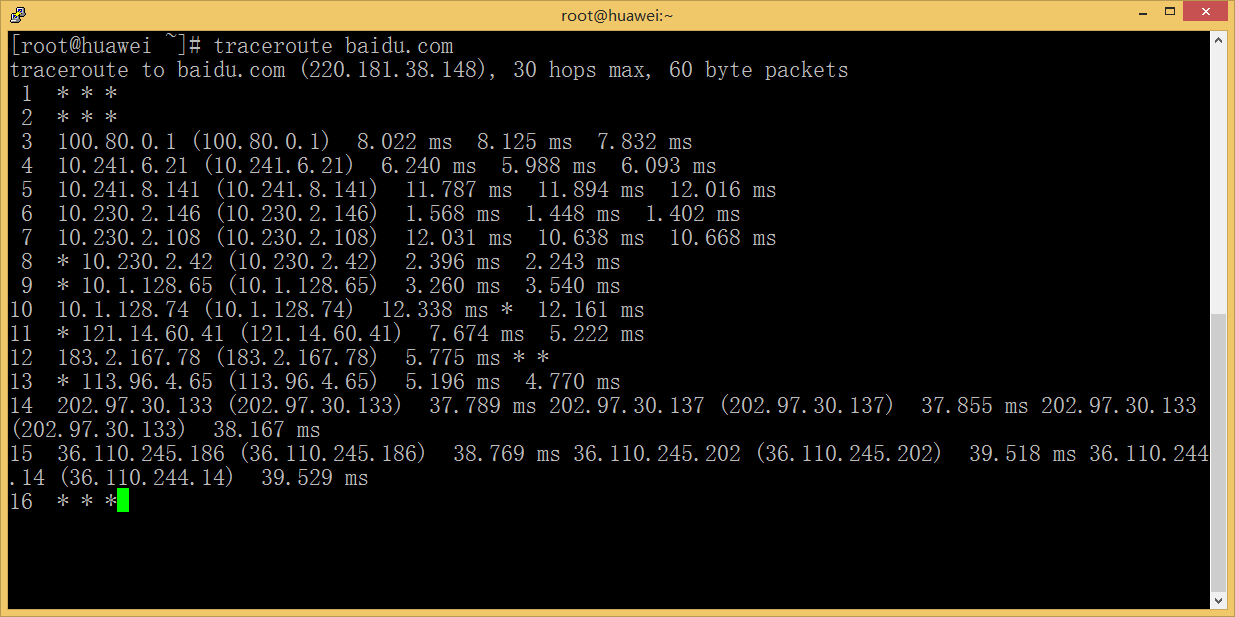 root@huawei:~
[root@huawei ~]# traceroute baidu.com
traceroute to baidu.com (220.181.38.148), 30 hops max, 60 byte packets
 1  * * *
 2  * * *
 3  100.80.0.1 (100.80.0.1)  8.022 ms  8.125 ms  7.832 ms
 4  10.241.6.21 (10.241.6.21)  6.240 ms  5.988 ms  6.093 ms
 5  10.241.8.141 (10.241.8.141)  11.787 ms  11.894 ms  12.016 ms
 6  10.230.2.146 (10.230.2.146)  1.568 ms  1.448 ms  1.402 ms
 7  10.230.2.108 (10.230.2.108)  12.031 ms  10.638 ms  10.668 ms
 8  * 10.230.2.42 (10.230.2.42)  2.396 ms  2.243 ms
 9  * 10.1.128.65 (10.1.128.65)  3.260 ms  3.540 ms
10  10.1.128.74 (10.1.128.74)  12.338 ms *  12.161 ms
11  * 121.14.60.41 (121.14.60.41)  7.674 ms  5.222 ms
12  183.2.167.78 (183.2.167.78)  5.775 ms * *
13  * 113.96.4.65 (113.96.4.65)  5.196 ms  4.770 ms
14  202.97.30.133 (202.97.30.133)  37.789 ms 202.97.30.137 (202.97.30.137)  37.855 ms 202.97.30.133
(202.97.30.133)  38.167 ms
15  36.110.245.186 (36.110.245.186)  38.769 ms 36.110.245.202 (36.110.245.202)  39.518 ms 36.110.244
.14 (36.110.244.14)  39.529 ms
16  * * *